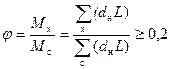 φ = M_з / M_с = Σ_з (d_н L) / Σ_с (d_н L) ≥ 0,2